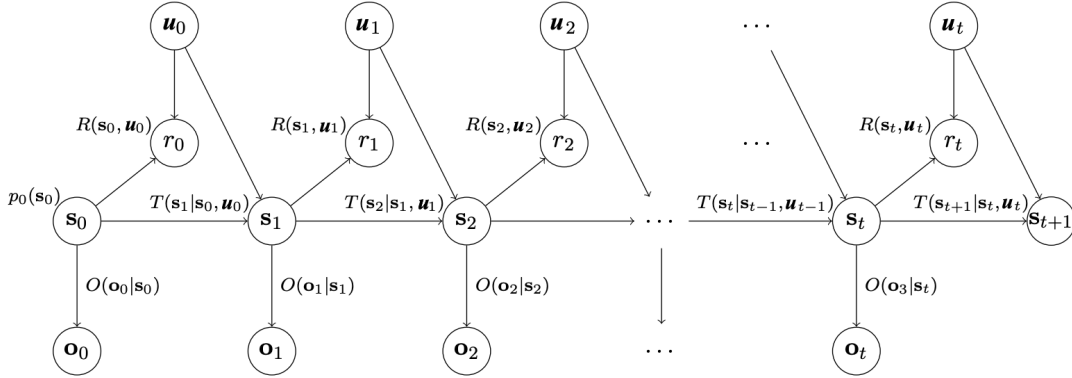 u₀ u₁ u₂ ⋯ uₜ
R(s₀, u₀) r₀ R(s₁, u₁) r₁ R(s₂, u₂) r₂ ⋯ R(sₜ, uₜ) rₜ
p₀(s₀)
s₀ T(s₁|s₀, u₀) s₁ T(s₂|s₁, u₁) s₂ ⋯ T(sₜ|sₜ₋₁, uₜ₋₁) sₜ T(sₜ₊₁|sₜ, uₜ) sₜ₊₁
O(o₀|s₀) O(o₁|s₁) O(o₂|s₂) O(o₃|sₜ)
o₀ o₁ o₂ ⋯ oₜ